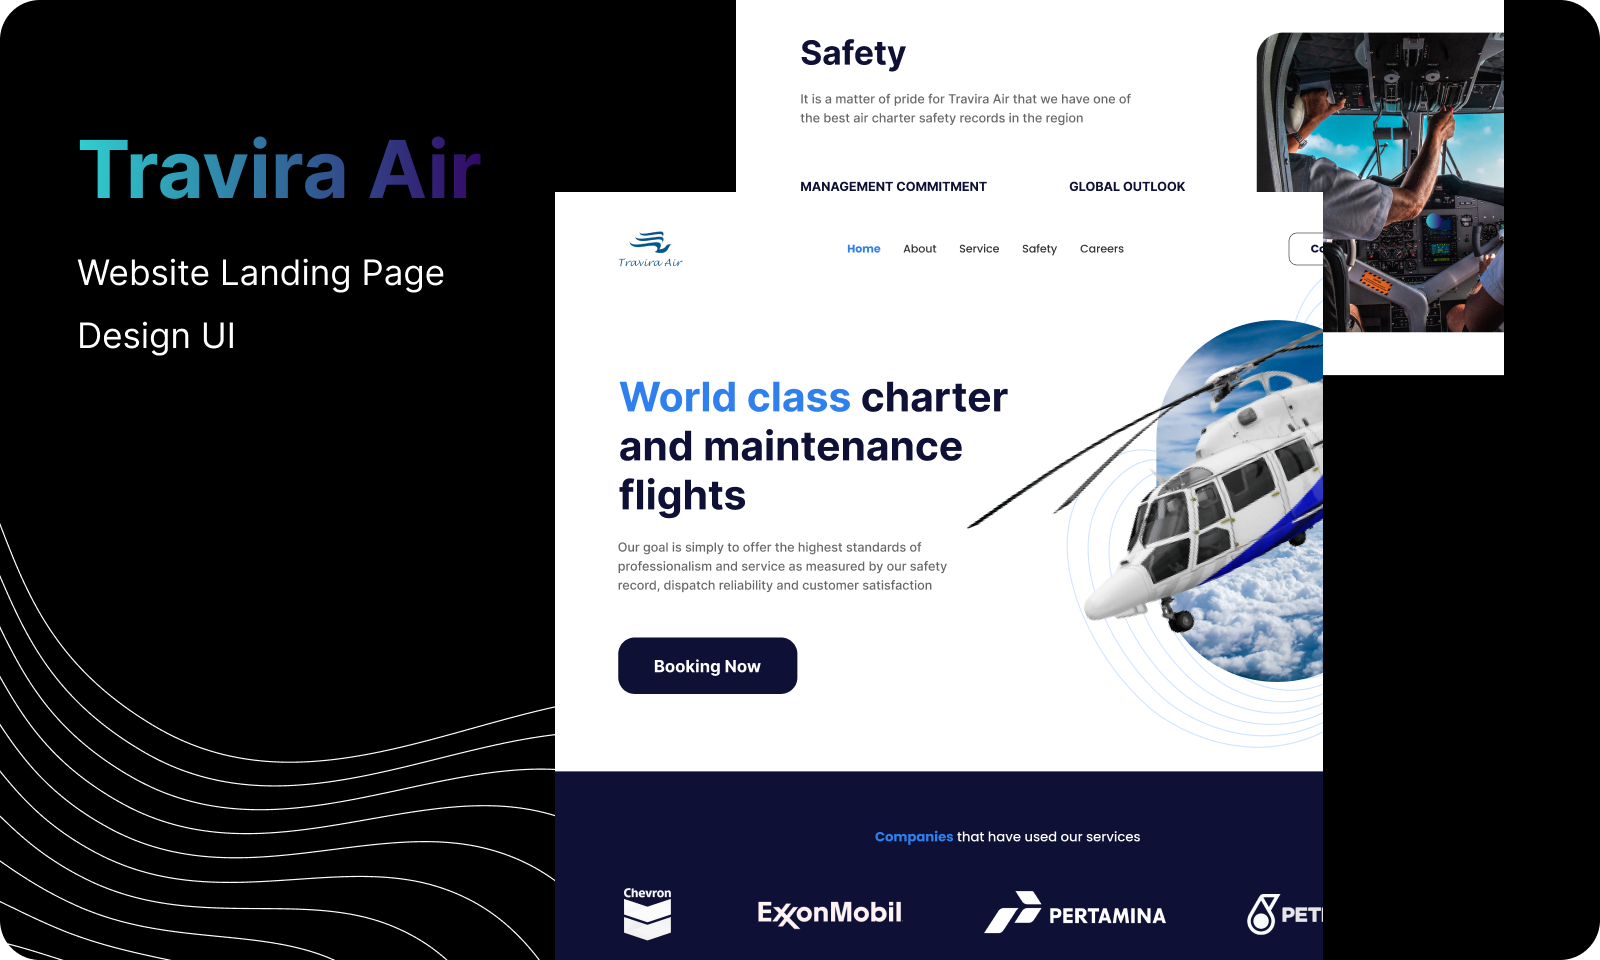 Travira Air
Website Landing Page
Design UI
Safety
It is a matter of pride for Travira Air that we have one of
the best air charter safety records in the region
MANAGEMENT COMMITMENT
GLOBAL OUTLOOK
Travira Air
Home
About
Service
Safety
Careers
World class charter
and maintenance
flights
Our goal is simply to offer the highest standards of
professionalism and service as measured by our safety
record, dispatch reliability and customer satisfaction
Booking Now
Companies that have used our services
Chevron
ExxonMobil
PERTAMINA